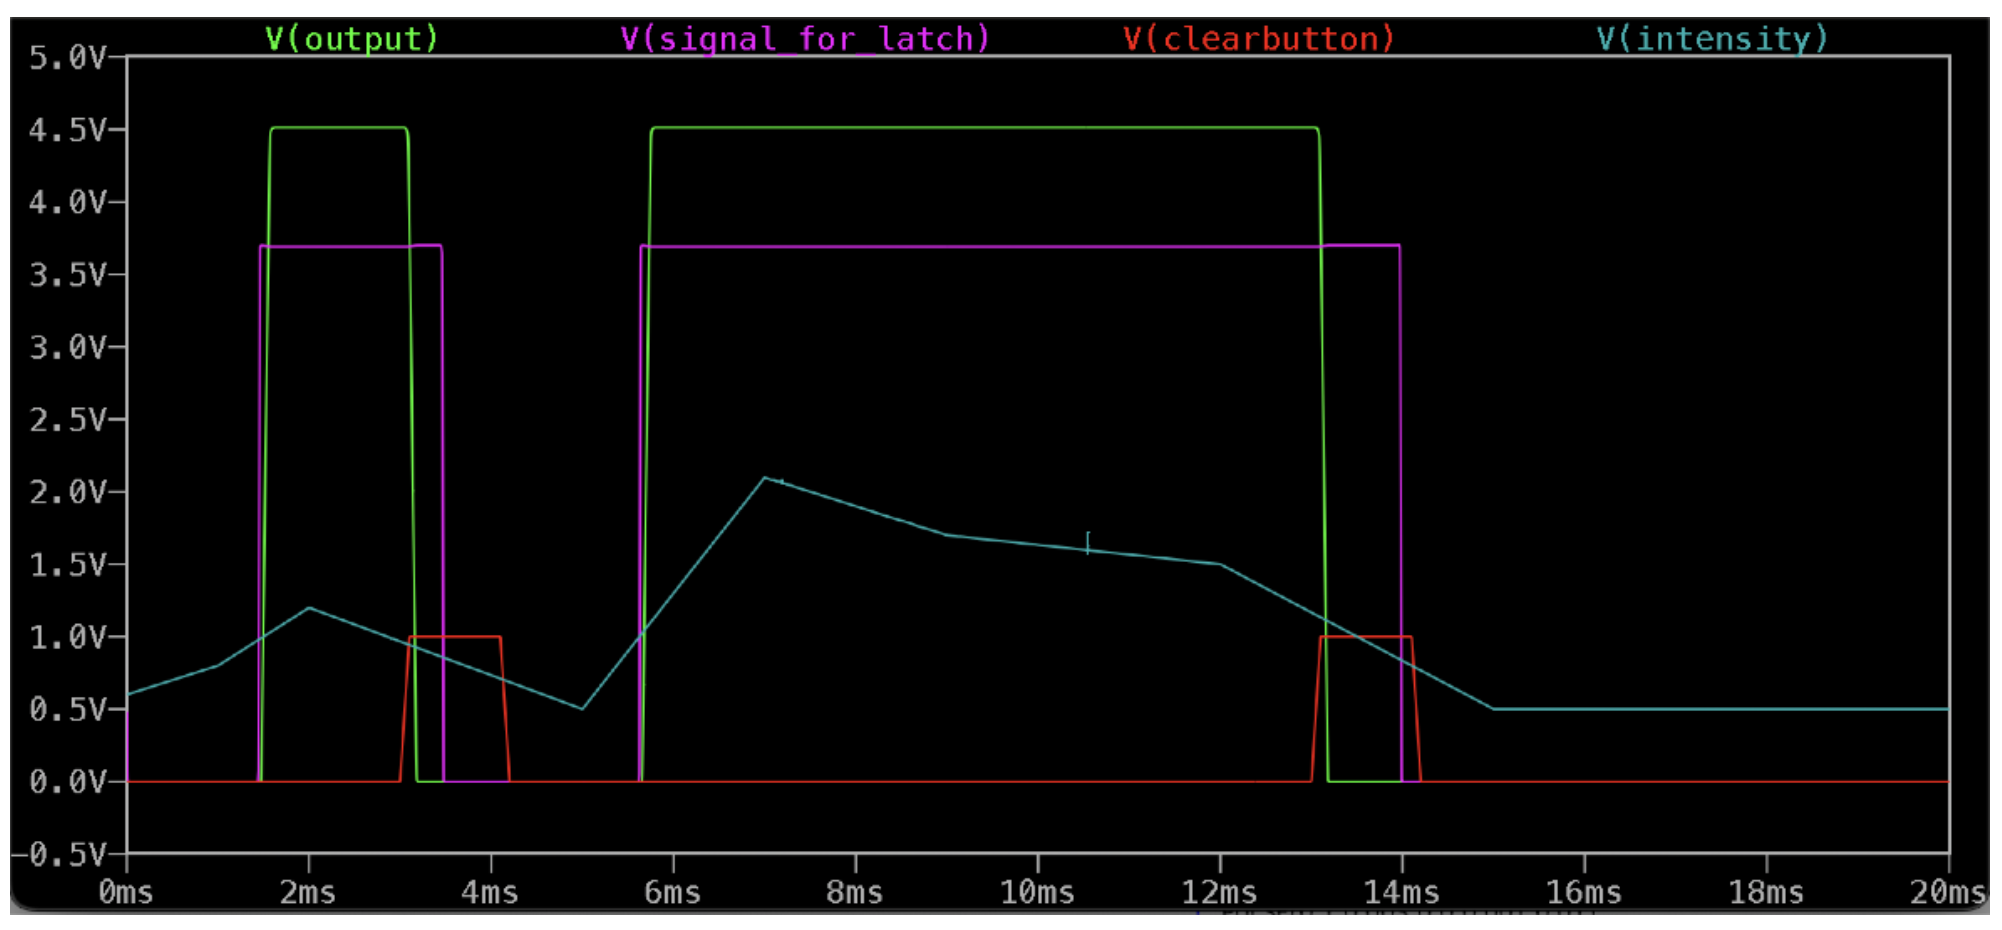 V(output) V(signal_for_latch) V(clearbutton) V(intensity)
5.0V
4.5V
4.0V
3.5V
3.0V
2.5V
2.0V
1.5V
1.0V
0.5V
0.0V
-0.5V
0ms 2ms 4ms 6ms 8ms 10ms 12ms 14ms 16ms 18ms 20ms